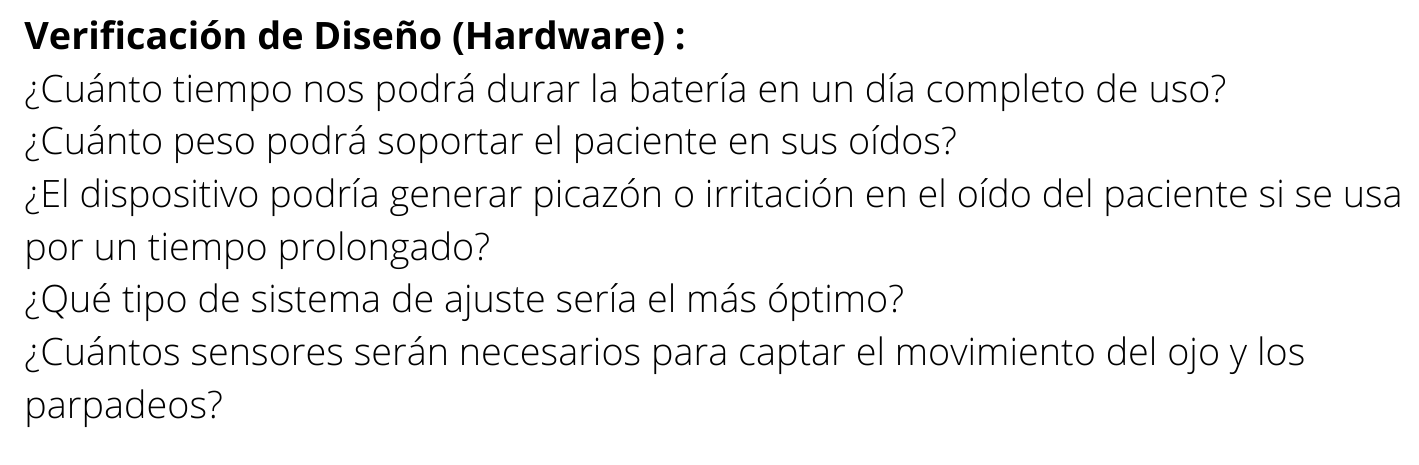 Verificación de Diseño (Hardware) :
¿Cuánto tiempo nos podrá durar la batería en un día completo de uso?
¿Cuánto peso podrá soportar el paciente en sus oídos?
¿El dispositivo podría generar picazón o irritación en el oído del paciente si se usa
por un tiempo prolongado?
¿Qué tipo de sistema de ajuste sería el más óptimo?
¿Cuántos sensores serán necesarios para captar el movimiento del ojo y los
parpadeos?